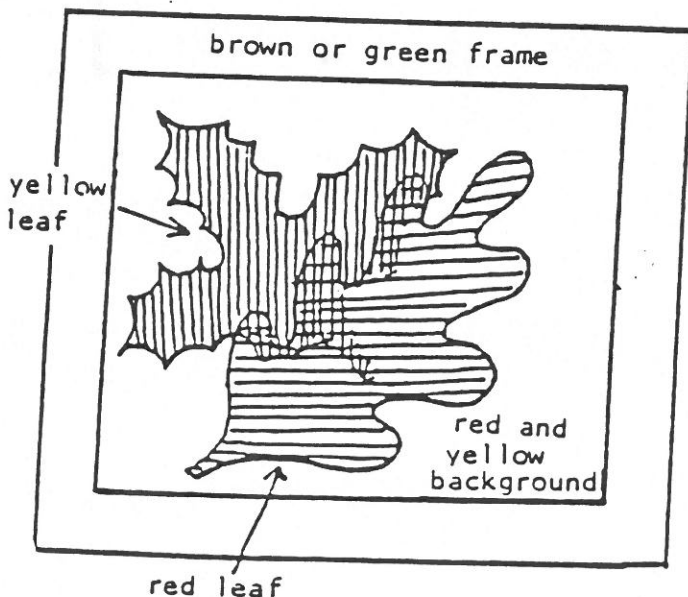 brown or green frame
yellow
leaf
red and
yellow
background
red leaf